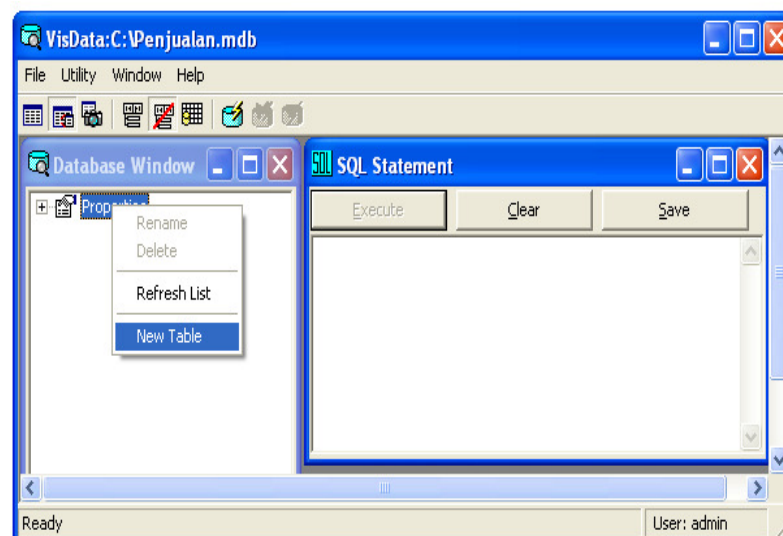 VisData:C:\Penjualan.mdb
File Utility Window Help
Database Window
SQL Statement
Properties
Rename
Delete
Refresh List
New Table
Execute Clear Save
Ready
User: admin